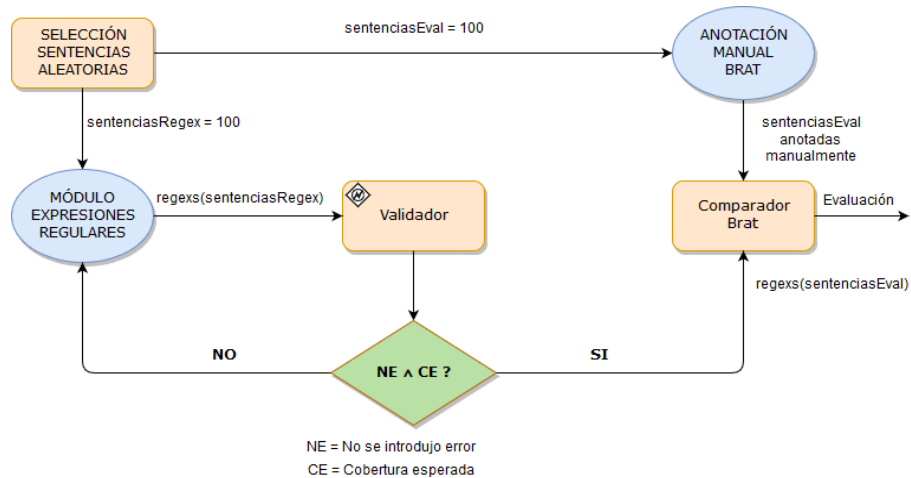 SELECCIÓN
SENTENCIAS
ALEATORIAS
sentenciasEval = 100
ANOTACIÓN
MANUAL
BRAT
sentenciasRegex = 100
sentenciasEval
anotadas
manualmente
MÓDULO
EXPRESIONES
REGULARES
regexs(sentenciasRegex)
Validador
Comparador
Brat
Evaluación
regexs(sentenciasEval)
NO
NE ∧ CE ?
SI
NE = No se introdujo error
CE = Cobertura esperada